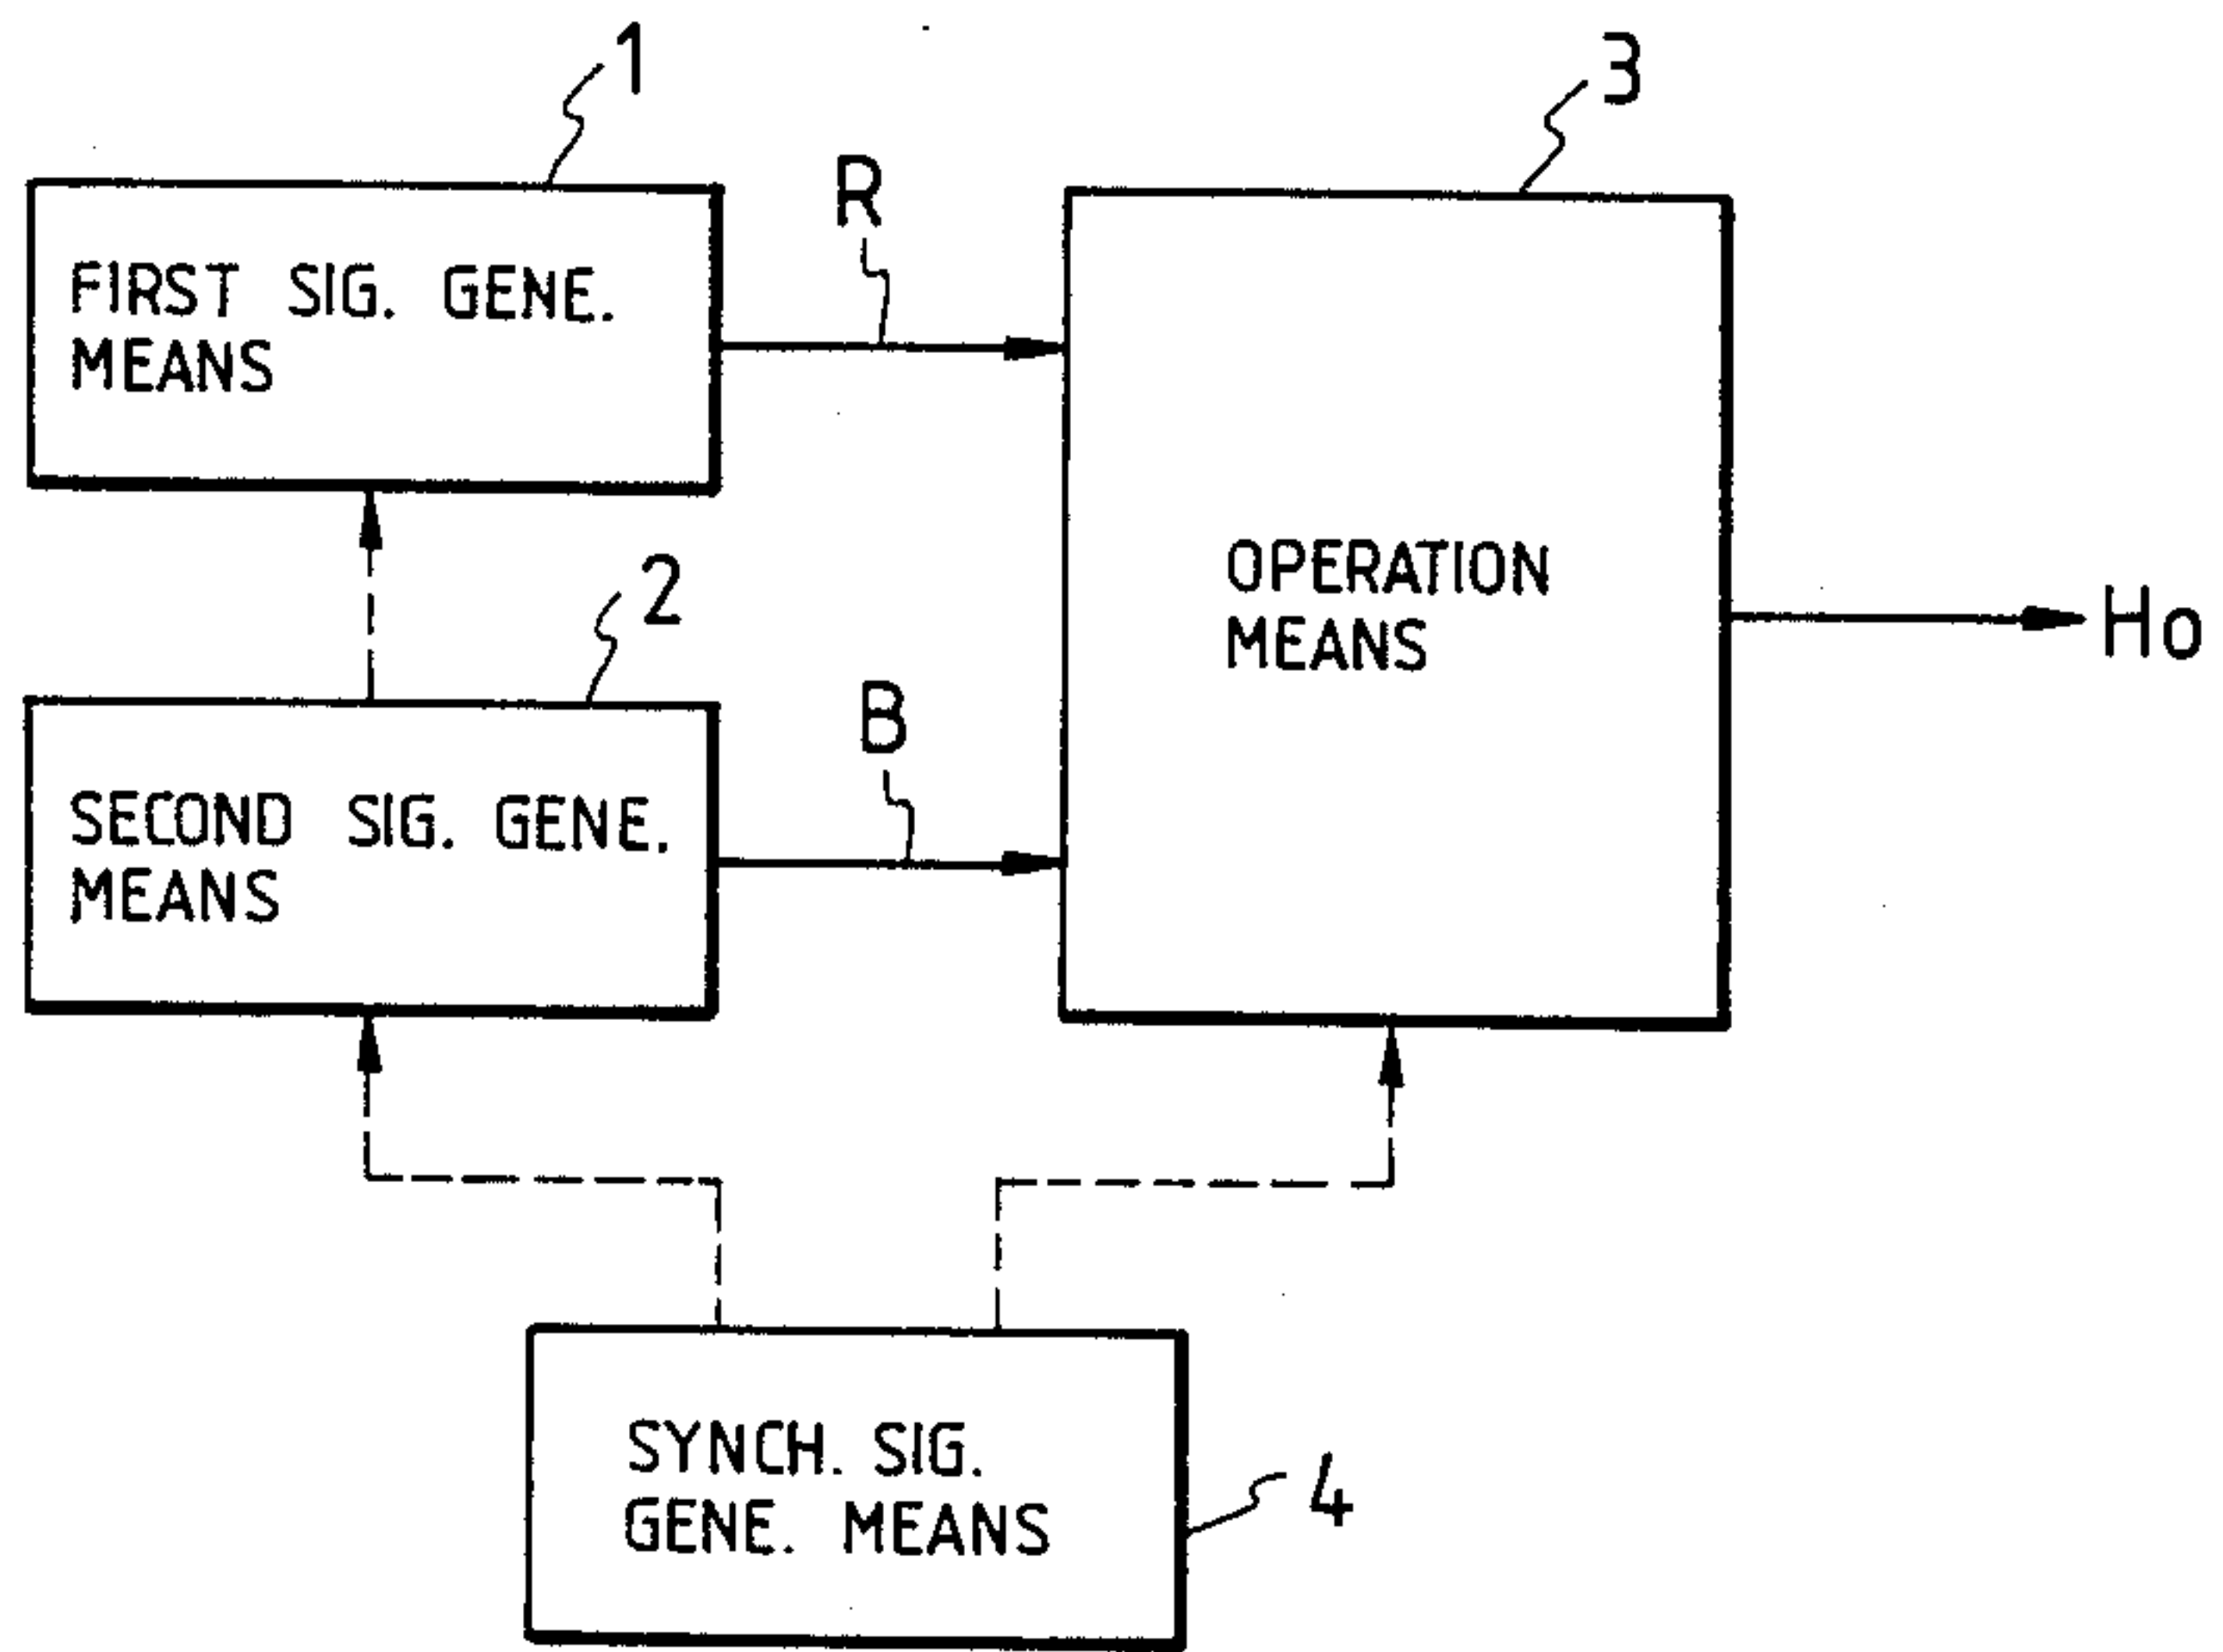 1
3
R
FIRST SIG. GENE.
MEANS
2
OPERATION
MEANS
Ho
B
SECOND SIG. GENE.
MEANS
SYNCH. SIG.
GENE. MEANS
4